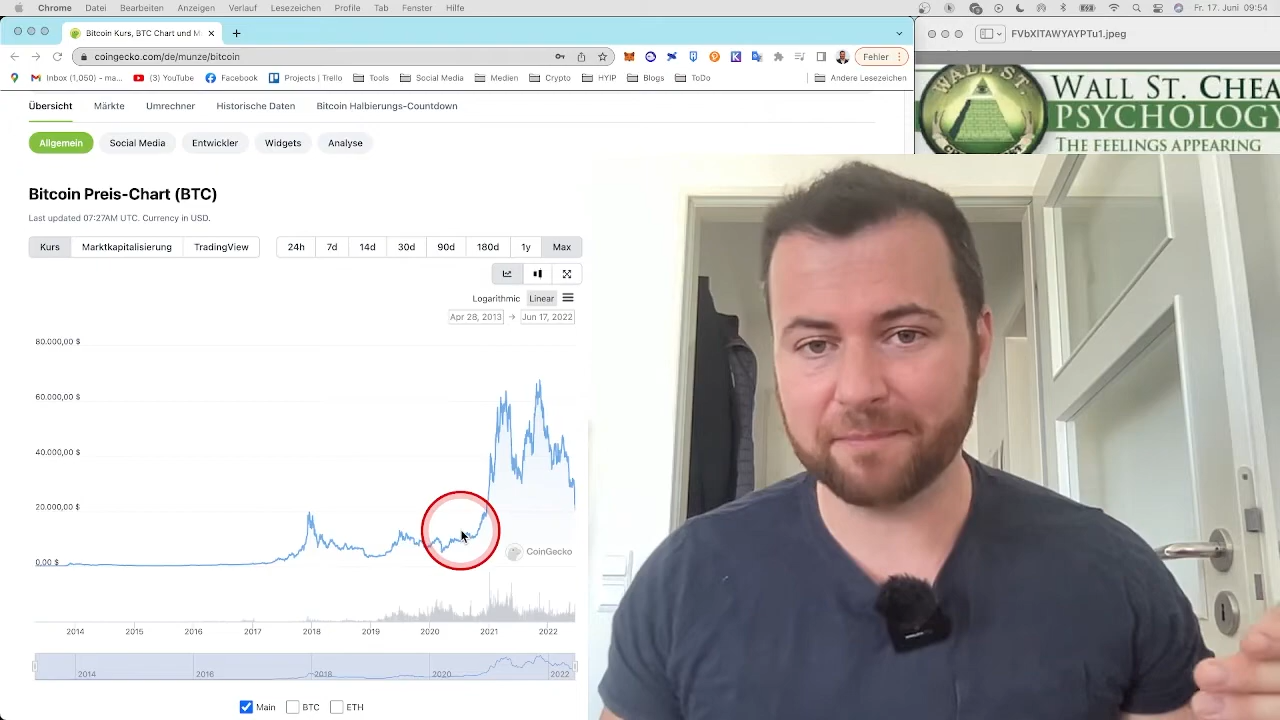 Chrome Datei Bearbeiten Anzeigen Verlauf Lesezeichen Profile Tab Fenster Hilfe
Fr. 17. Juni 09:54
Bitcoin Kurs, BTC Chart und M
FVbXITAWYAYPTu1.jpeg
coingecko.com/de/munze/bitcoin
Fehler
Inbox (1,050) - ma...
(3) YouTube
Facebook
Projekte | Trello
Tools
Social Media
Medien
Crypto
HYIP
Blogs
ToDo
Andere Lesezeichen
WALL ST.
WALL ST. CHEA
PSYCHOLOGY
THE FEELINGS APPEARING
Übersicht Märkte Umrechner Historische Daten Bitcoin Halbierungs-Countdown
Allgemein Social Media Entwickler Widgets Analyse
Bitcoin Preis-Chart (BTC)
Last updated 07:27AM UTC. Currency in USD.
Kurs Marktkapitalisierung TradingView 24h 7d 14d 30d 90d 180d 1y Max
Logarithmic Linear
Apr 28, 2013 → Jun 17, 2022
80.000,00 $
60.000,00 $
40.000,00 $
20.000,00 $
0,00 $
CoinGecko
2014 2015 2016 2017 2018 2019 2020 2021 2022
2014 2016 2018 2020 2022
Main BTC ETH